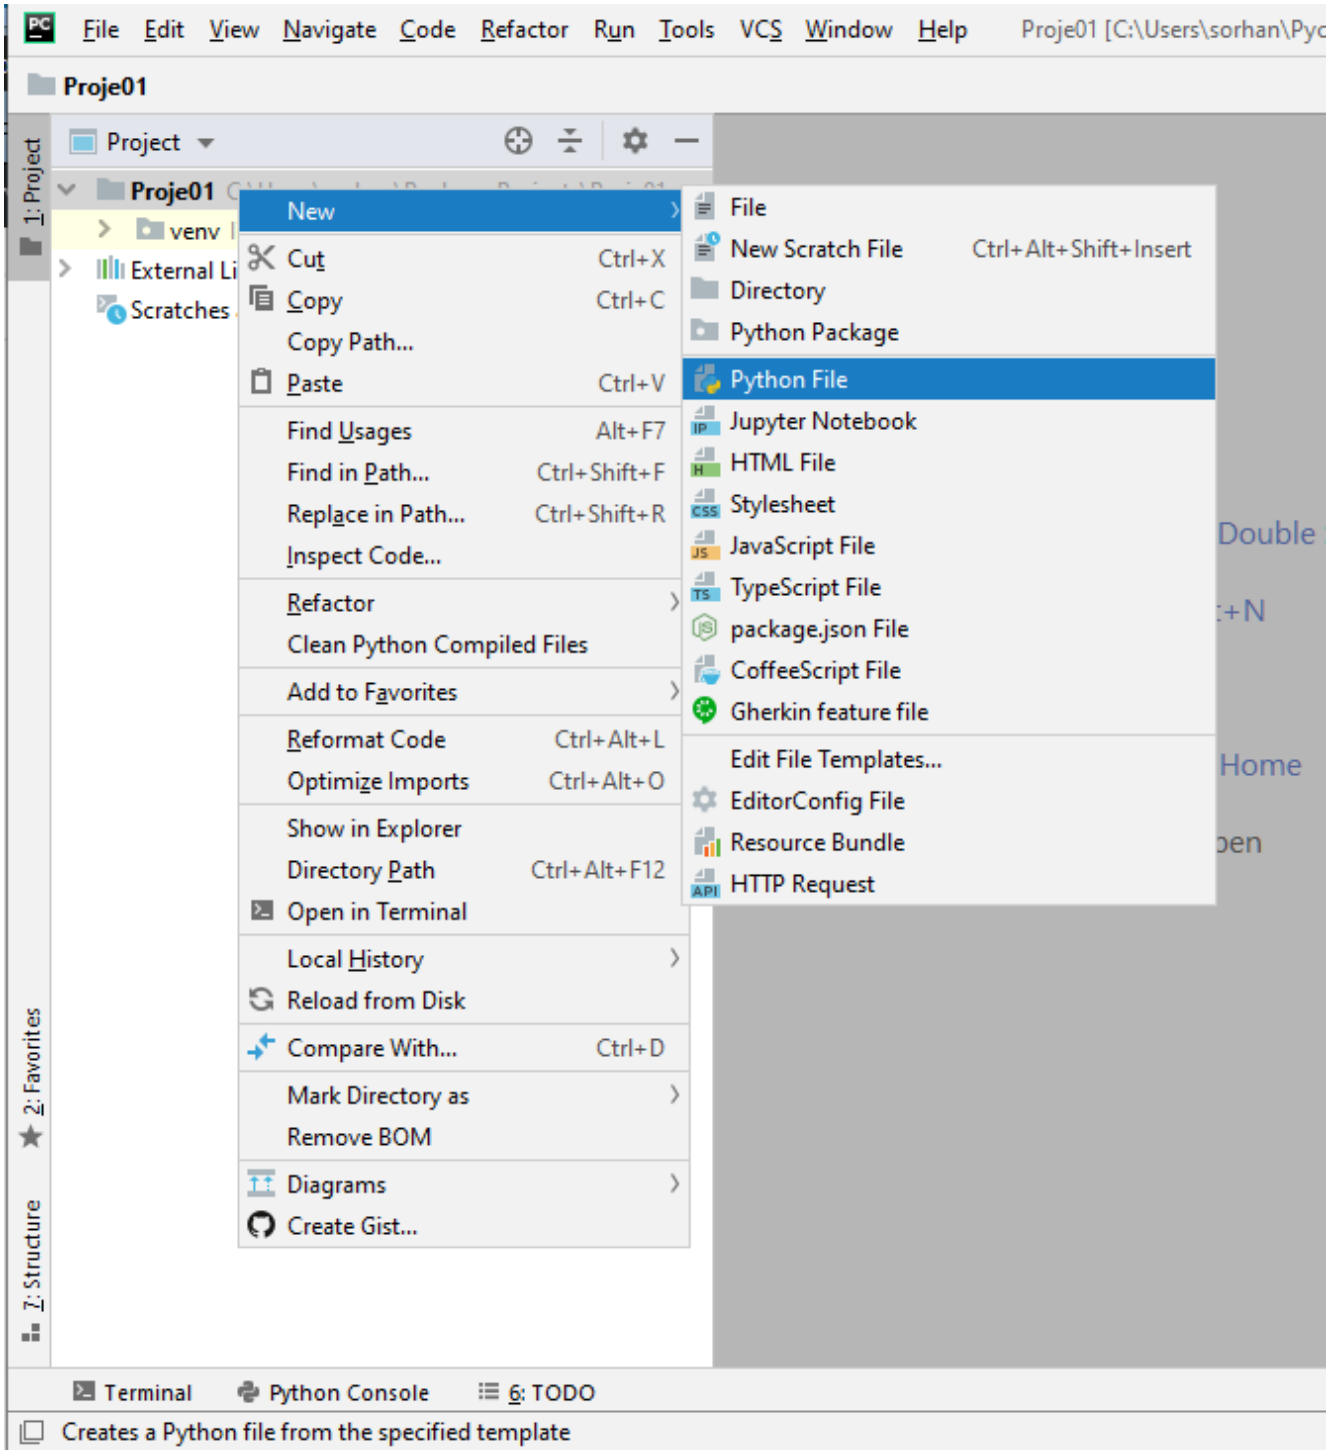 PC File Edit View Navigate Code Refactor Run Tools VCS Window Help Proje01 [C:\Users\sorhan\Pyc
Proje01
1: Project
Project
Proje01
venv
External Li
Scratches
New
Cut Ctrl+X
Copy Ctrl+C
Copy Path...
Paste Ctrl+V
Find Usages Alt+F7
Find in Path... Ctrl+Shift+F
Replace in Path... Ctrl+Shift+R
Inspect Code...
Refactor
Clean Python Compiled Files
Add to Favorites
Reformat Code Ctrl+Alt+L
Optimize Imports Ctrl+Alt+O
Show in Explorer
Directory Path Ctrl+Alt+F12
Open in Terminal
Local History
Reload from Disk
Compare With... Ctrl+D
Mark Directory as
Remove BOM
Diagrams
Create Gist...
File
New Scratch File Ctrl+Alt+Shift+Insert
Directory
Python Package
Python File
IP Jupyter Notebook
H HTML File
CSS Stylesheet
JS JavaScript File
TS TypeScript File
JS package.json File
CoffeeScript File
Gherkin feature file
Edit File Templates...
EditorConfig File
Resource Bundle
API HTTP Request
Double
+N
Home
pen
2: Favorites
7: Structure
Terminal Python Console 6: TODO
Creates a Python file from the specified template